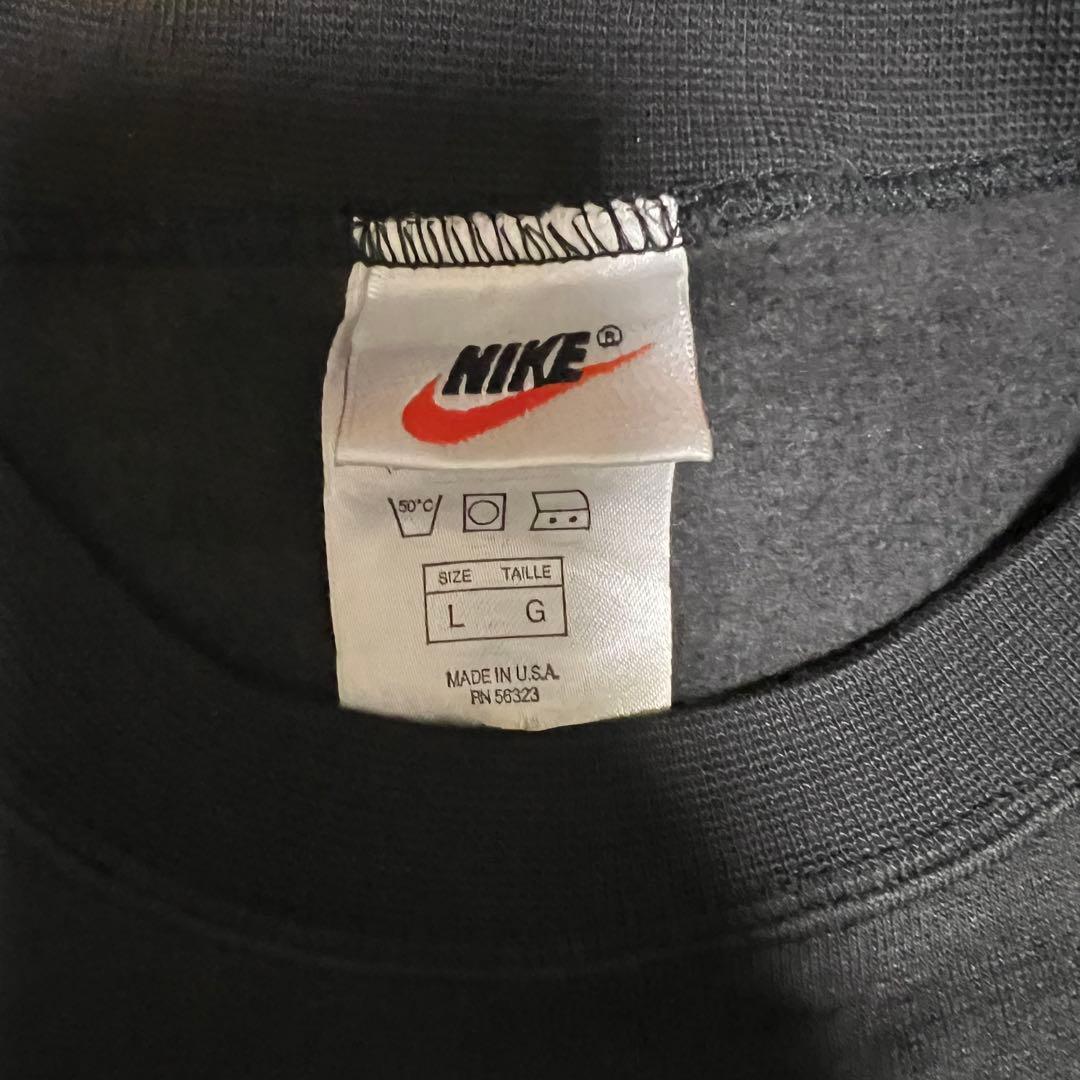 NIKE®
50°C
SIZE TAILLE
L G
MADE IN U.S.A.
RN 56323